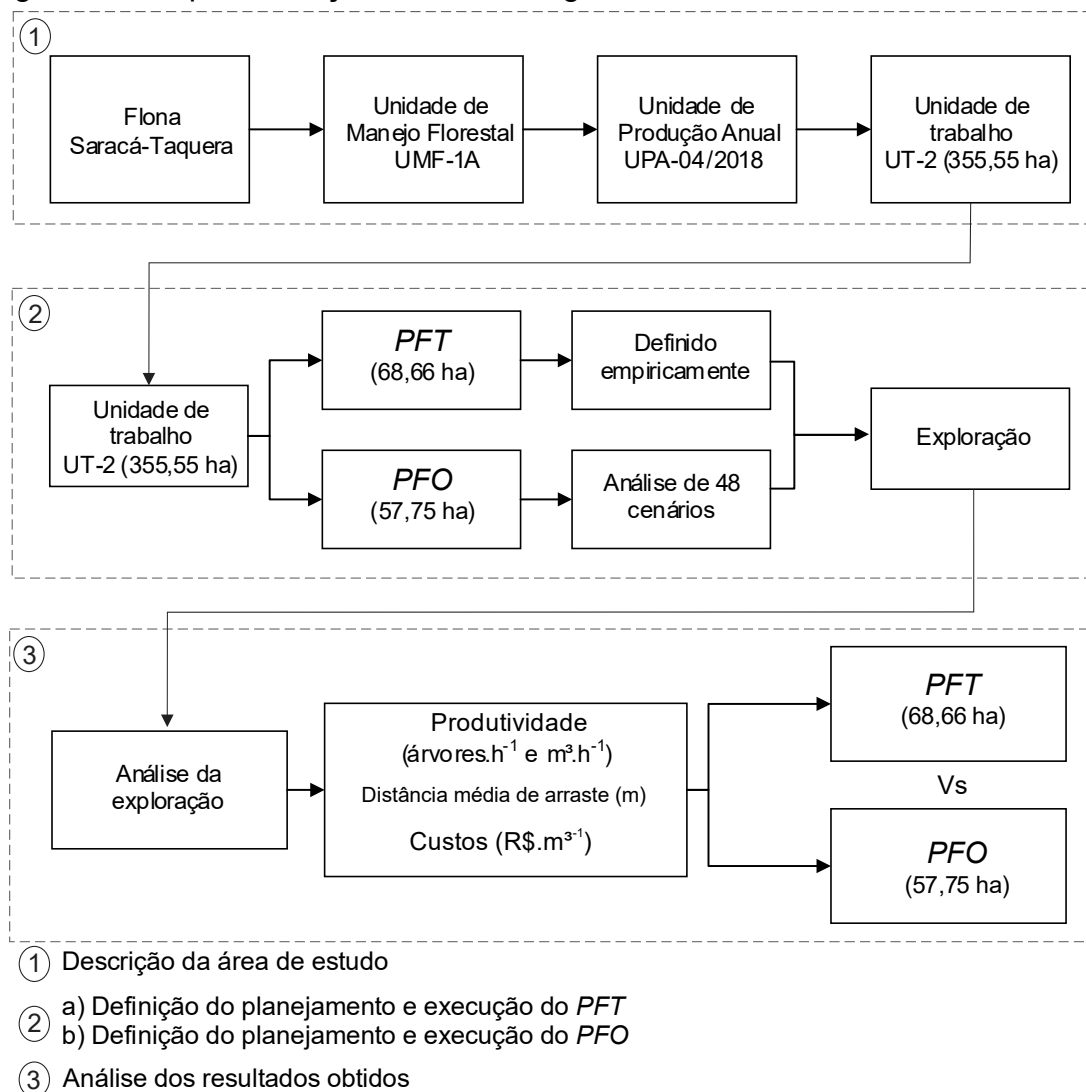 1
Flona
Saracá-Taquera
Unidade de
Manejo Florestal
UMF-1A
Unidade de
Produção Anual
UPA-04/2018
Unidade de
trabalho
UT-2 (355,55 ha)
2
Unidade de
trabalho
UT-2 (355,55 ha)
PFT
(68,66 ha)
Definido
empiricamente
PFO
(57,75 ha)
Análise de 48
cenários
Exploração
3
Análise da
exploração
Produtividade
(árvores.h⁻¹ e m³.h⁻¹)
Distância média de arraste (m)
Custos (R$.m³⁻¹)
PFT
(68,66 ha)
Vs
PFO
(57,75 ha)
1 Descrição da área de estudo
2 a) Definição do planejamento e execução do PFT
b) Definição do planejamento e execução do PFO
3 Análise dos resultados obtidos